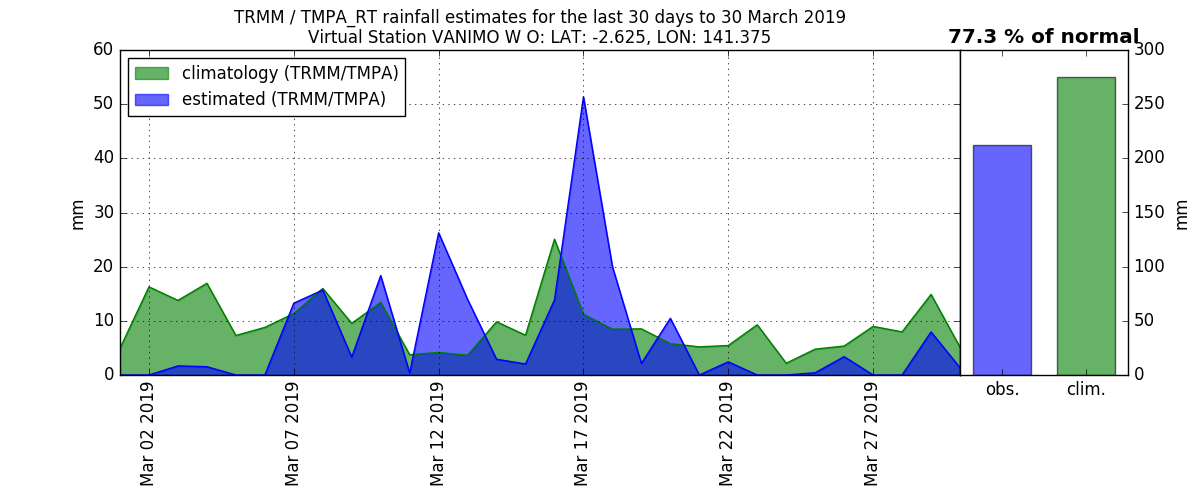 TRMM / TMPA_RT rainfall estimates for the last 30 days to 30 March 2019
Virtual Station VANIMO W O: LAT: -2.625, LON: 141.375
77.3 % of normal
climatology (TRMM/TMPA)
estimated (TRMM/TMPA)
60
50
40
30
20
10
0
mm
300
250
200
150
100
50
0
mm
Mar 02 2019
Mar 07 2019
Mar 12 2019
Mar 17 2019
Mar 22 2019
Mar 27 2019
obs.
clim.